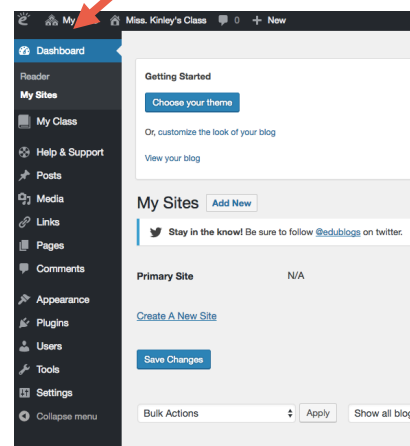 My Miss. Kinley's Class 0 + New
Dashboard
Reader
My Sites
My Class
Help & Support
Posts
Media
Links
Pages
Comments
Appearance
Plugins
Users
Tools
Settings
Collapse menu
Getting Started
Choose your theme
Or, customize the look of your blog
View your blog
My Sites Add New
Stay in the know! Be sure to follow @edublogs on twitter.
Primary Site N/A
Create A New Site
Save Changes
Bulk Actions Apply Show all blog